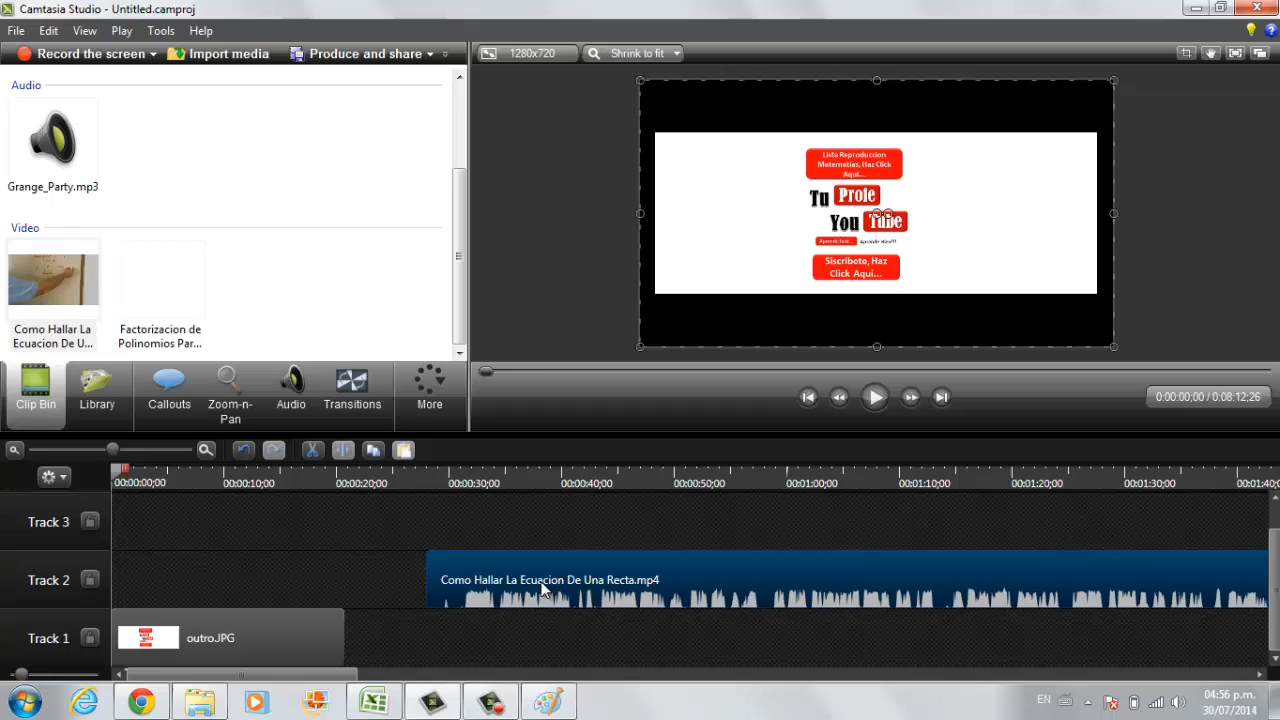 Camtasia Studio - Untitled.camproj
File Edit View Play Tools Help
Record the screen Import media Produce and share
1280x720 Shrink to fit
Audio
Grange_Party.mp3
Video
Como Hallar La
Ecuacion De U...
Factorizacion de
Polinomios Par...
Lista Reproduccion
Matematias, Haz Click
Aqui...
Tu Profe
You Tube
Aprende Bien!!!
Siscribete, Haz
Click Aqui...
Clip Bin
Library
Callouts
Zoom-n-
Pan
Audio
Transitions
More
0:00:00;00 / 0:08:12;26
00:00:00;00 00:00:10;00 00:00:20;00 00:00:30;00 00:00:40;00 00:00:50;00 00:01:00;00 00:01:10;00 00:01:20;00 00:01:30;00 00:01:40;
Track 3
Track 2
Como Hallar La Ecuacion De Una Recta.mp4
Track 1
outro.JPG
EN
04:56 p.m.
30/07/2014